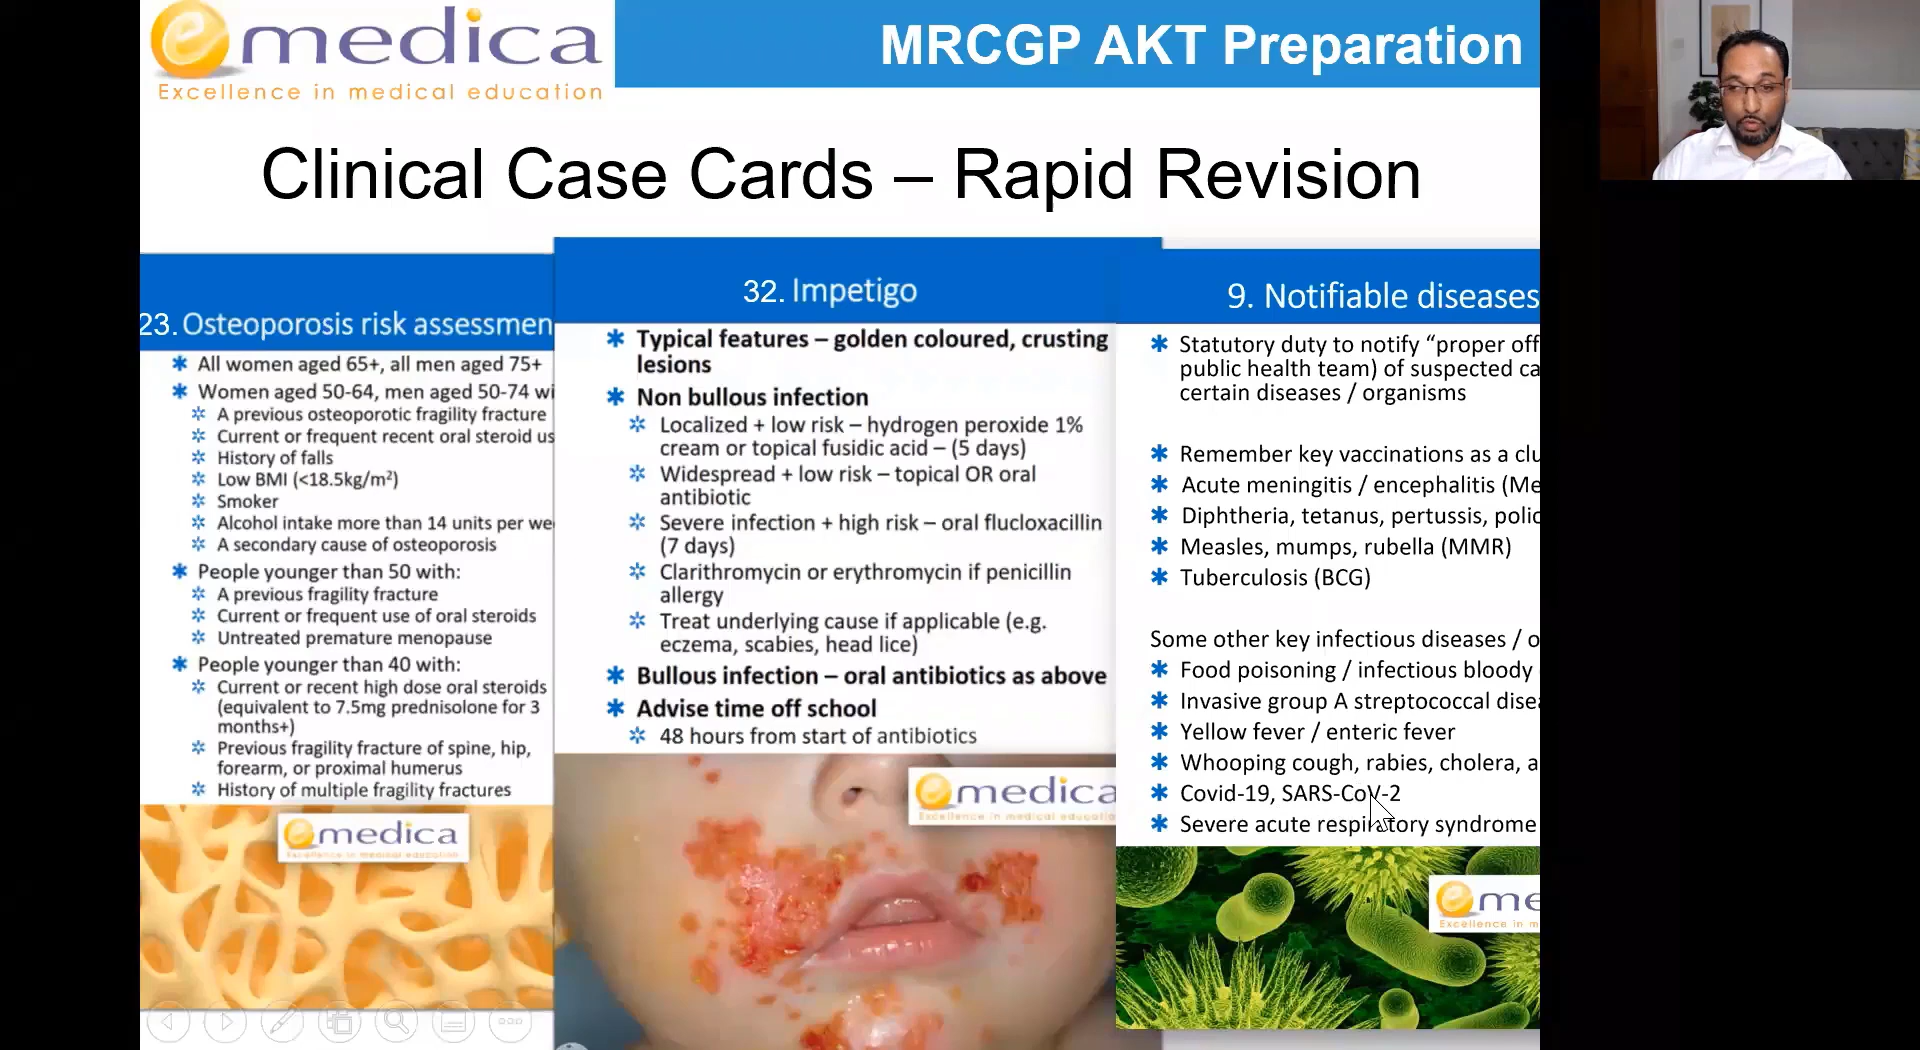 emedica
Excellence in medical education
MRCGP AKT Preparation
Clinical Case Cards – Rapid Revision
23. Osteoporosis risk assessmen
All women aged 65+, all men aged 75+
Women aged 50-64, men aged 50-74 wi
A previous osteoporotic fragility fracture
Current or frequent recent oral steroid us
History of falls
Low BMI (<18.5kg/m²)
Smoker
Alcohol intake more than 14 units per we
A secondary cause of osteoporosis
People younger than 50 with:
A previous fragility fracture
Current or frequent use of oral steroids
Untreated premature menopause
People younger than 40 with:
Current or recent high dose oral steroids
(equivalent to 7.5mg prednisolone for 3
months+)
Previous fragility fracture of spine, hip,
forearm, or proximal humerus
History of multiple fragility fractures
emedica
Excellence in medical education
32. Impetigo
Typical features – golden coloured, crusting
lesions
Non bullous infection
Localized + low risk – hydrogen peroxide 1%
cream or topical fusidic acid – (5 days)
Widespread + low risk – topical OR oral
antibiotic
Severe infection + high risk – oral flucloxacillin
(7 days)
Clarithromycin or erythromycin if penicillin
allergy
Treat underlying cause if applicable (e.g.
eczema, scabies, head lice)
Bullous infection – oral antibiotics as above
Advise time off school
48 hours from start of antibiotics
emedica
Excellence in medical educatio
9. Notifiable diseases
Statutory duty to notify “proper off
public health team) of suspected ca
certain diseases / organisms
Remember key vaccinations as a clu
Acute meningitis / encephalitis (Me
Diphtheria, tetanus, pertussis, polio
Measles, mumps, rubella (MMR)
Tuberculosis (BCG)
Some other key infectious diseases / o
Food poisoning / infectious bloody
Invasive group A streptococcal disea
Yellow fever / enteric fever
Whooping cough, rabies, cholera, a
Covid-19, SARS-CoV-2
Severe acute respiratory syndrome
eme
Excellence in m